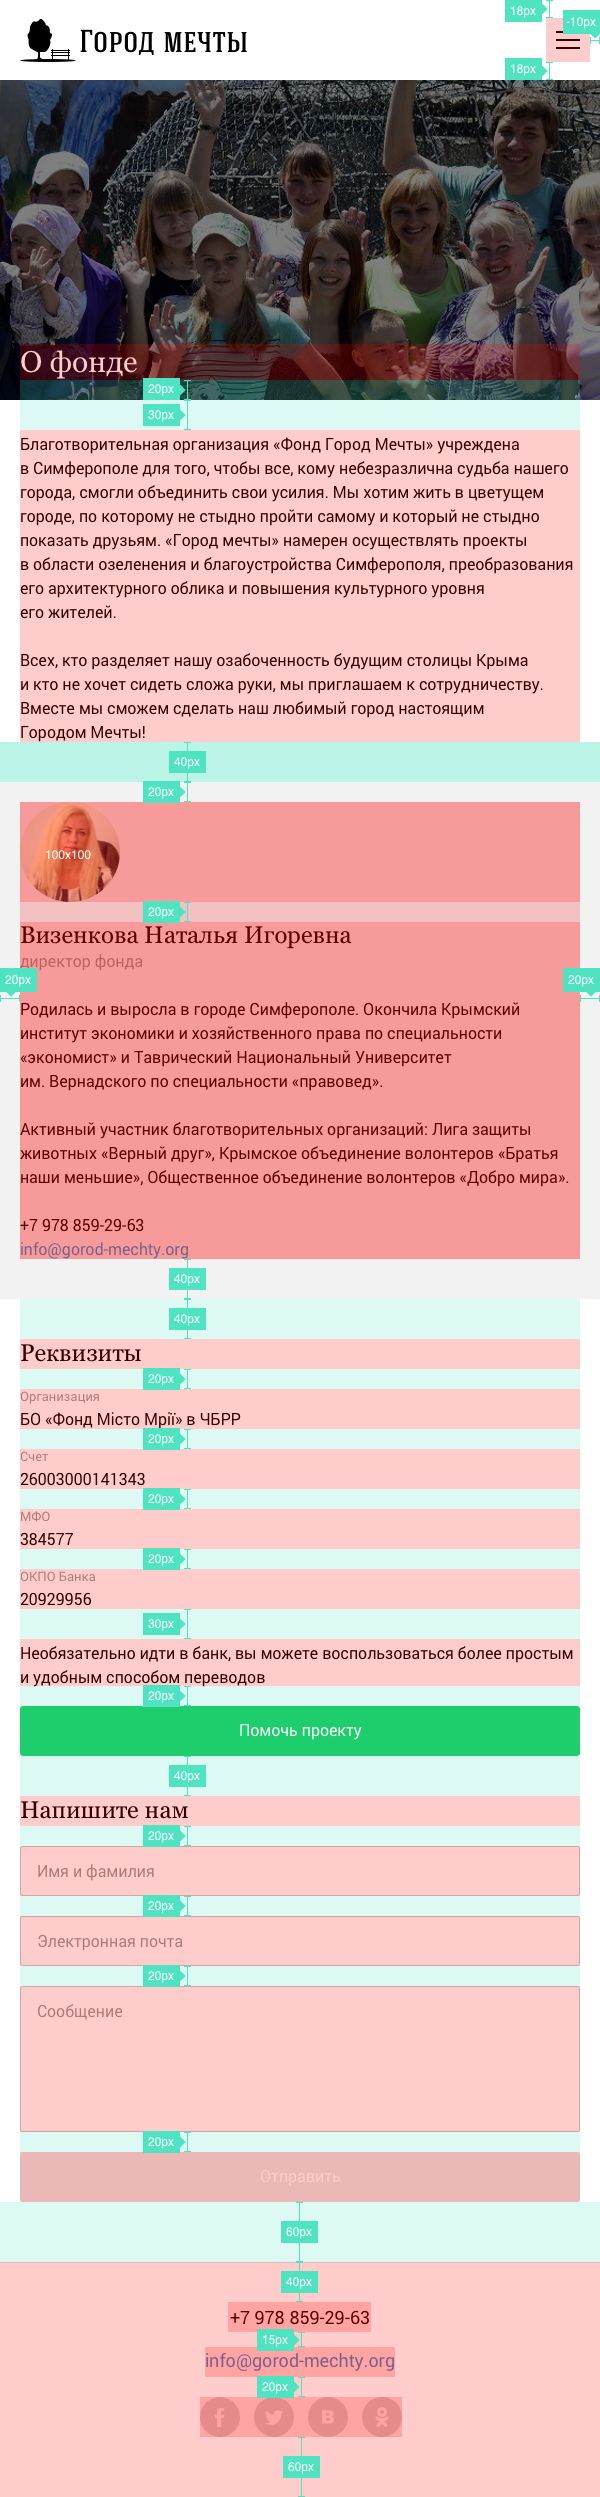 18px
-10px
Город мечты
18px
О фонде
20px
30px
Благотворительная организация «Фонд Город Мечты» учреждена
в Симферополе для того, чтобы все, кому небезразлична судьба нашего
города, смогли объединить свои усилия. Мы хотим жить в цветущем
городе, по которому не стыдно пройти самому и который не стыдно
показать друзьям. «Город мечты» намерен осуществлять проекты
в области озеленения и благоустройства Симферополя, преобразования
его архитектурного облика и повышения культурного уровня
его жителей.
Всех, кто разделяет нашу озабоченность будущим столицы Крыма
и кто не хочет сидеть сложа руки, мы приглашаем к сотрудничеству.
Вместе мы сможем сделать наш любимый город настоящим
Городом Мечты!
40px
20px
100x100
20px
Визенкова Наталья Игоревна
директор фонда
20px
20px
Родилась и выросла в городе Симферополе. Окончила Крымский
институт экономики и хозяйственного права по специальности
«экономист» и Таврический Национальный Университет
им. Вернадского по специальности «правовед».
Активный участник благотворительных организаций: Лига защиты
животных «Верный друг», Крымское объединение волонтеров «Братья
наши меньшие», Общественное объединение волонтеров «Добро мира».
+7 978 859-29-63
info@gorod-mechty.org
40px
40px
Реквизиты
20px
Организация
БО «Фонд Місто Мрії» в ЧБРР
20px
Счет
26003000141343
20px
МФО
384577
20px
ОКПО Банка
20929956
30px
Необязательно идти в банк, вы можете воспользоваться более простым
и удобным способом переводов
20px
Помочь проекту
40px
Напишите нам
20px
Имя и фамилия
20px
Электронная почта
20px
Сообщение
20px
Отправить
60px
40px
+7 978 859-29-63
15px
info@gorod-mechty.org
20px
60px